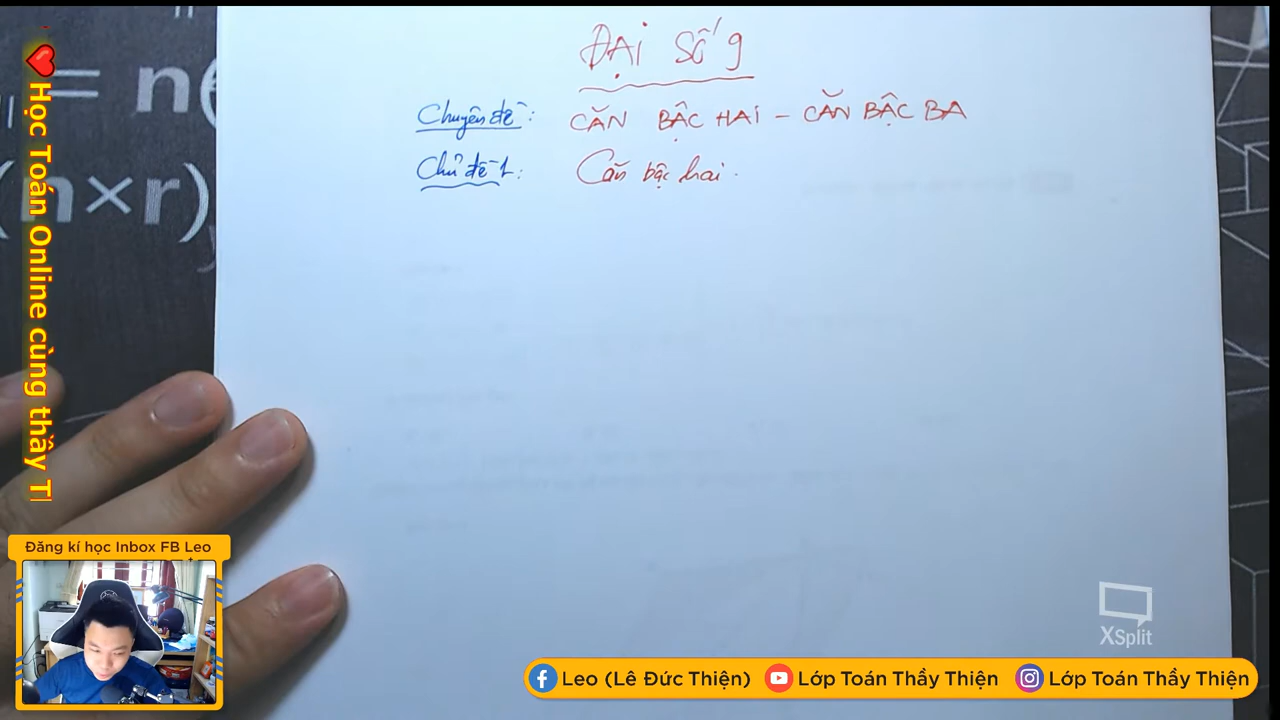 ĐẠI SỐ 9
Chuyên đề: CĂN BẬC HAI - CĂN BẬC BA
Chủ đề 1: Căn bậc hai.
= n
(n×r)
Học Toán Online cùng thầy T
Đăng kí học Inbox FB Leo
XSplit
Leo (Lê Đức Thiện) Lớp Toán Thầy Thiện Lớp Toán Thầy Thiện